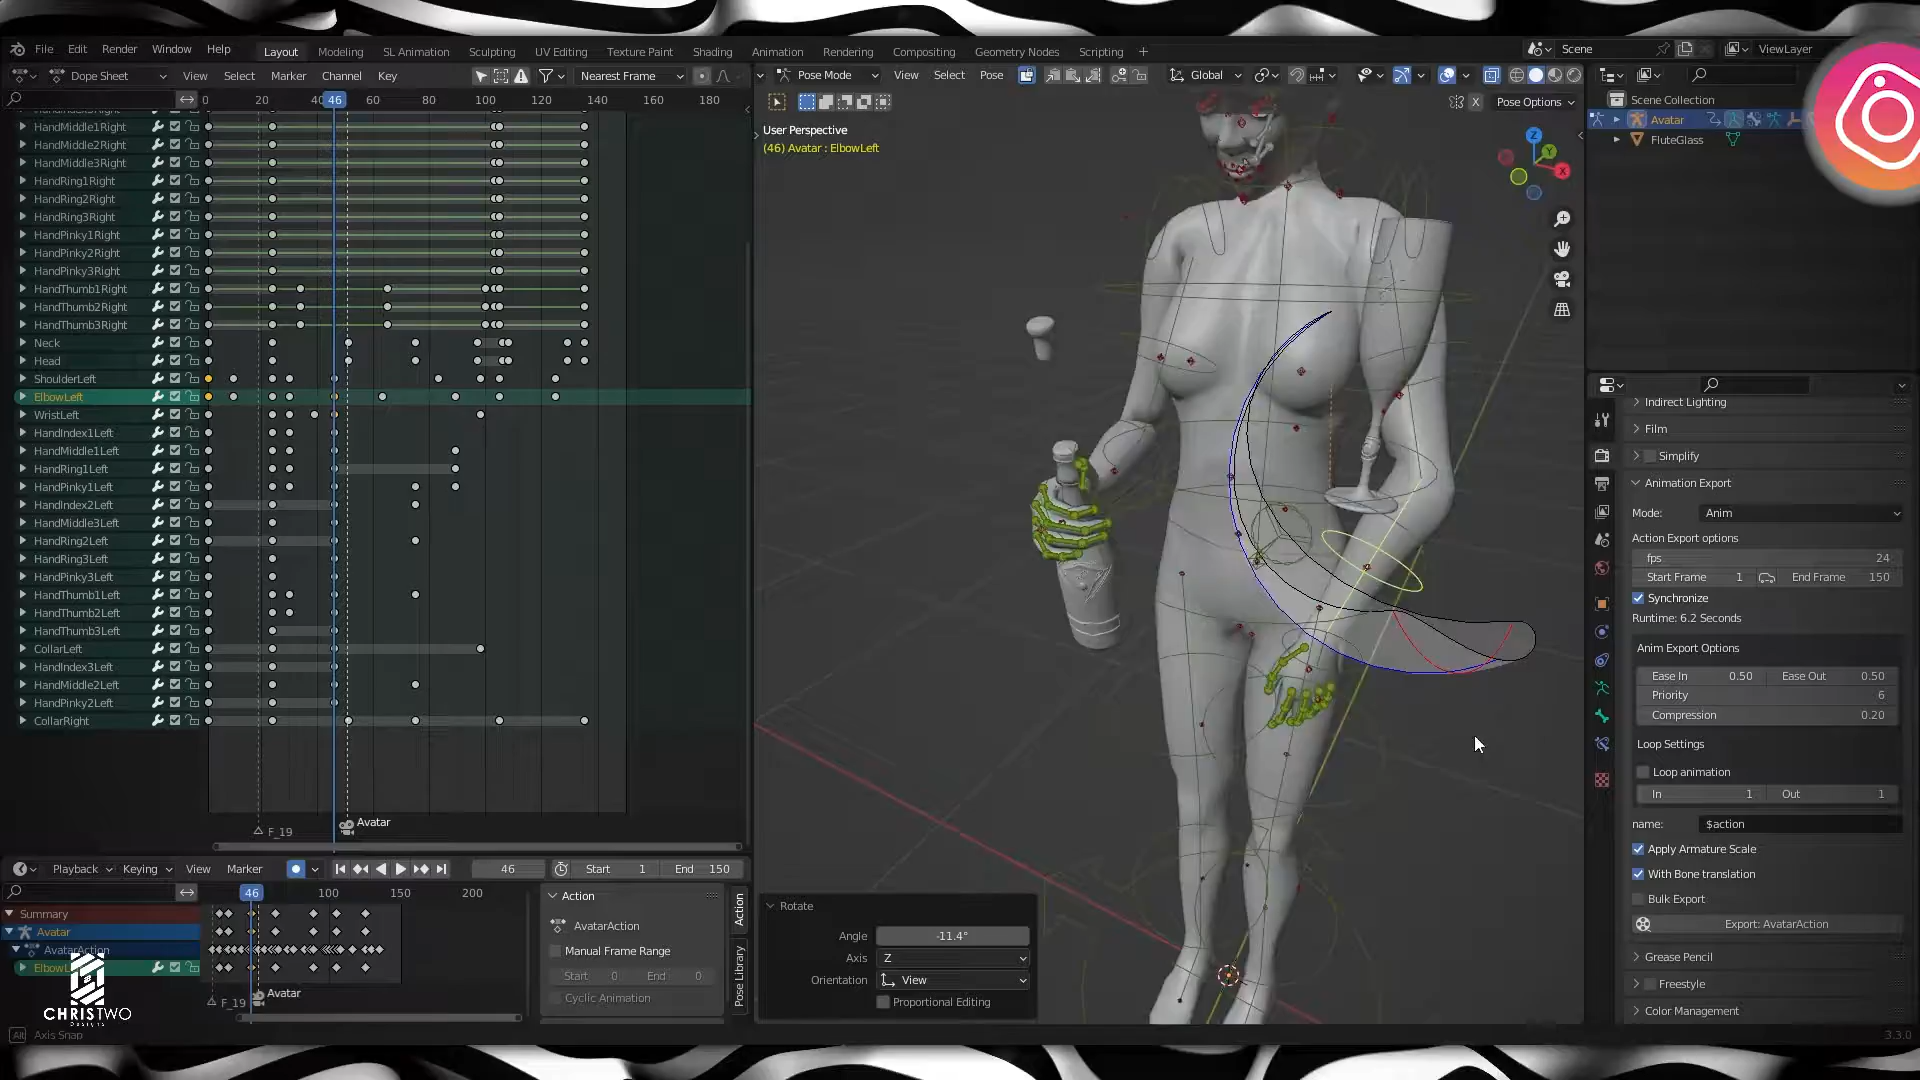 File Edit Render Window Help Layout Modeling SL Animation Sculpting UV Editing Texture Paint Shading Animation Rendering Compositing Geometry Nodes Scripting + Scene ViewLayer
Dope Sheet View Select Marker Channel Key Nearest Frame Pose Mode View Select Pose Global
0 20 40 46 60 80 100 120 140 160 180
X Pose Options
Scene Collection
Avatar
FluteGlass
User Perspective
(46) Avatar : ElbowLeft
Z
Y
X
HandMiddle1Right
HandMiddle2Right
HandMiddle3Right
HandRing1Right
HandRing2Right
HandRing3Right
HandPinky1Right
HandPinky2Right
HandPinky3Right
HandThumb1Right
HandThumb2Right
HandThumb3Right
Neck
Head
ShoulderLeft
ElbowLeft
WristLeft
HandIndex1Left
HandMiddle1Left
HandRing1Left
HandPinky1Left
HandIndex2Left
HandMiddle3Left
HandRing2Left
HandRing3Left
HandPinky3Left
HandThumb1Left
HandThumb2Left
HandThumb3Left
CollarLeft
HandIndex3Left
HandMiddle2Left
HandPinky2Left
CollarRight
F_19
Avatar
Indirect Lighting
Film
Simplify
Animation Export
Mode: Anim
Action Export options
fps 24
Start Frame 1 End Frame 150
Synchronize
Runtime: 6.2 Seconds
Anim Export Options
Ease In 0.50 Ease Out 0.50
Priority 6
Compression 0.20
Loop Settings
Loop animation
In 1 Out 1
name: $action
Apply Armature Scale
With Bone translation
Bulk Export
Export: AvatarAction
Grease Pencil
Freestyle
Color Management
Playback Keying View Marker 46 Start 1 End 150
46 100 150 200
Summary
Avatar
AvatarAction
F_19
Avatar
Action
AvatarAction
Manual Frame Range
Start 0 End 0
Cyclic Animation
Action
Pose Library
Rotate
Angle -11.4°
Axis Z
Orientation View
Proportional Editing
CHRISTWO
DESIGNS
Alt Axis Snap
3.3.0